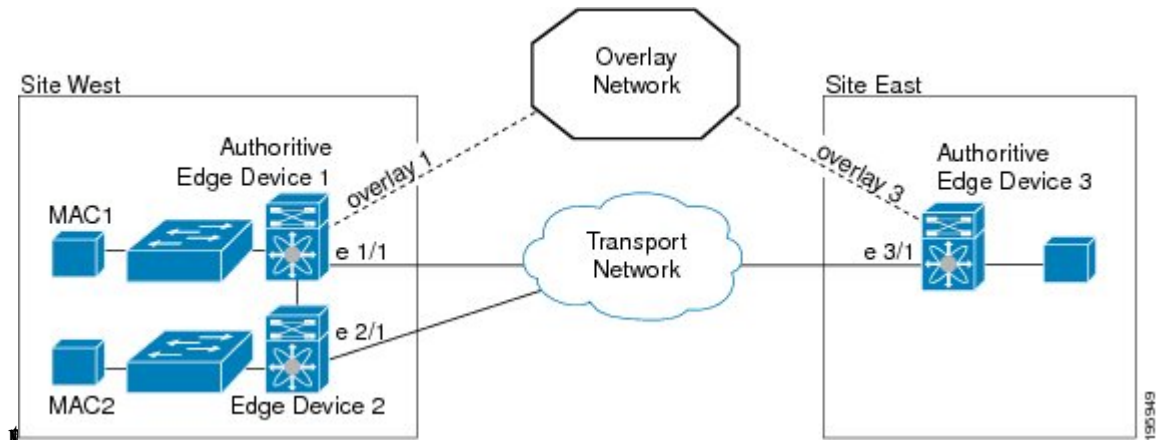 Overlay
Network
Site West
Site East
Authoritive
Edge Device 1
overlay 1
overlay 3
Authoritive
Edge Device 3
MAC1
e 1/1
Transport
Network
e 3/1
e 2/1
MAC2
Edge Device 2
195949